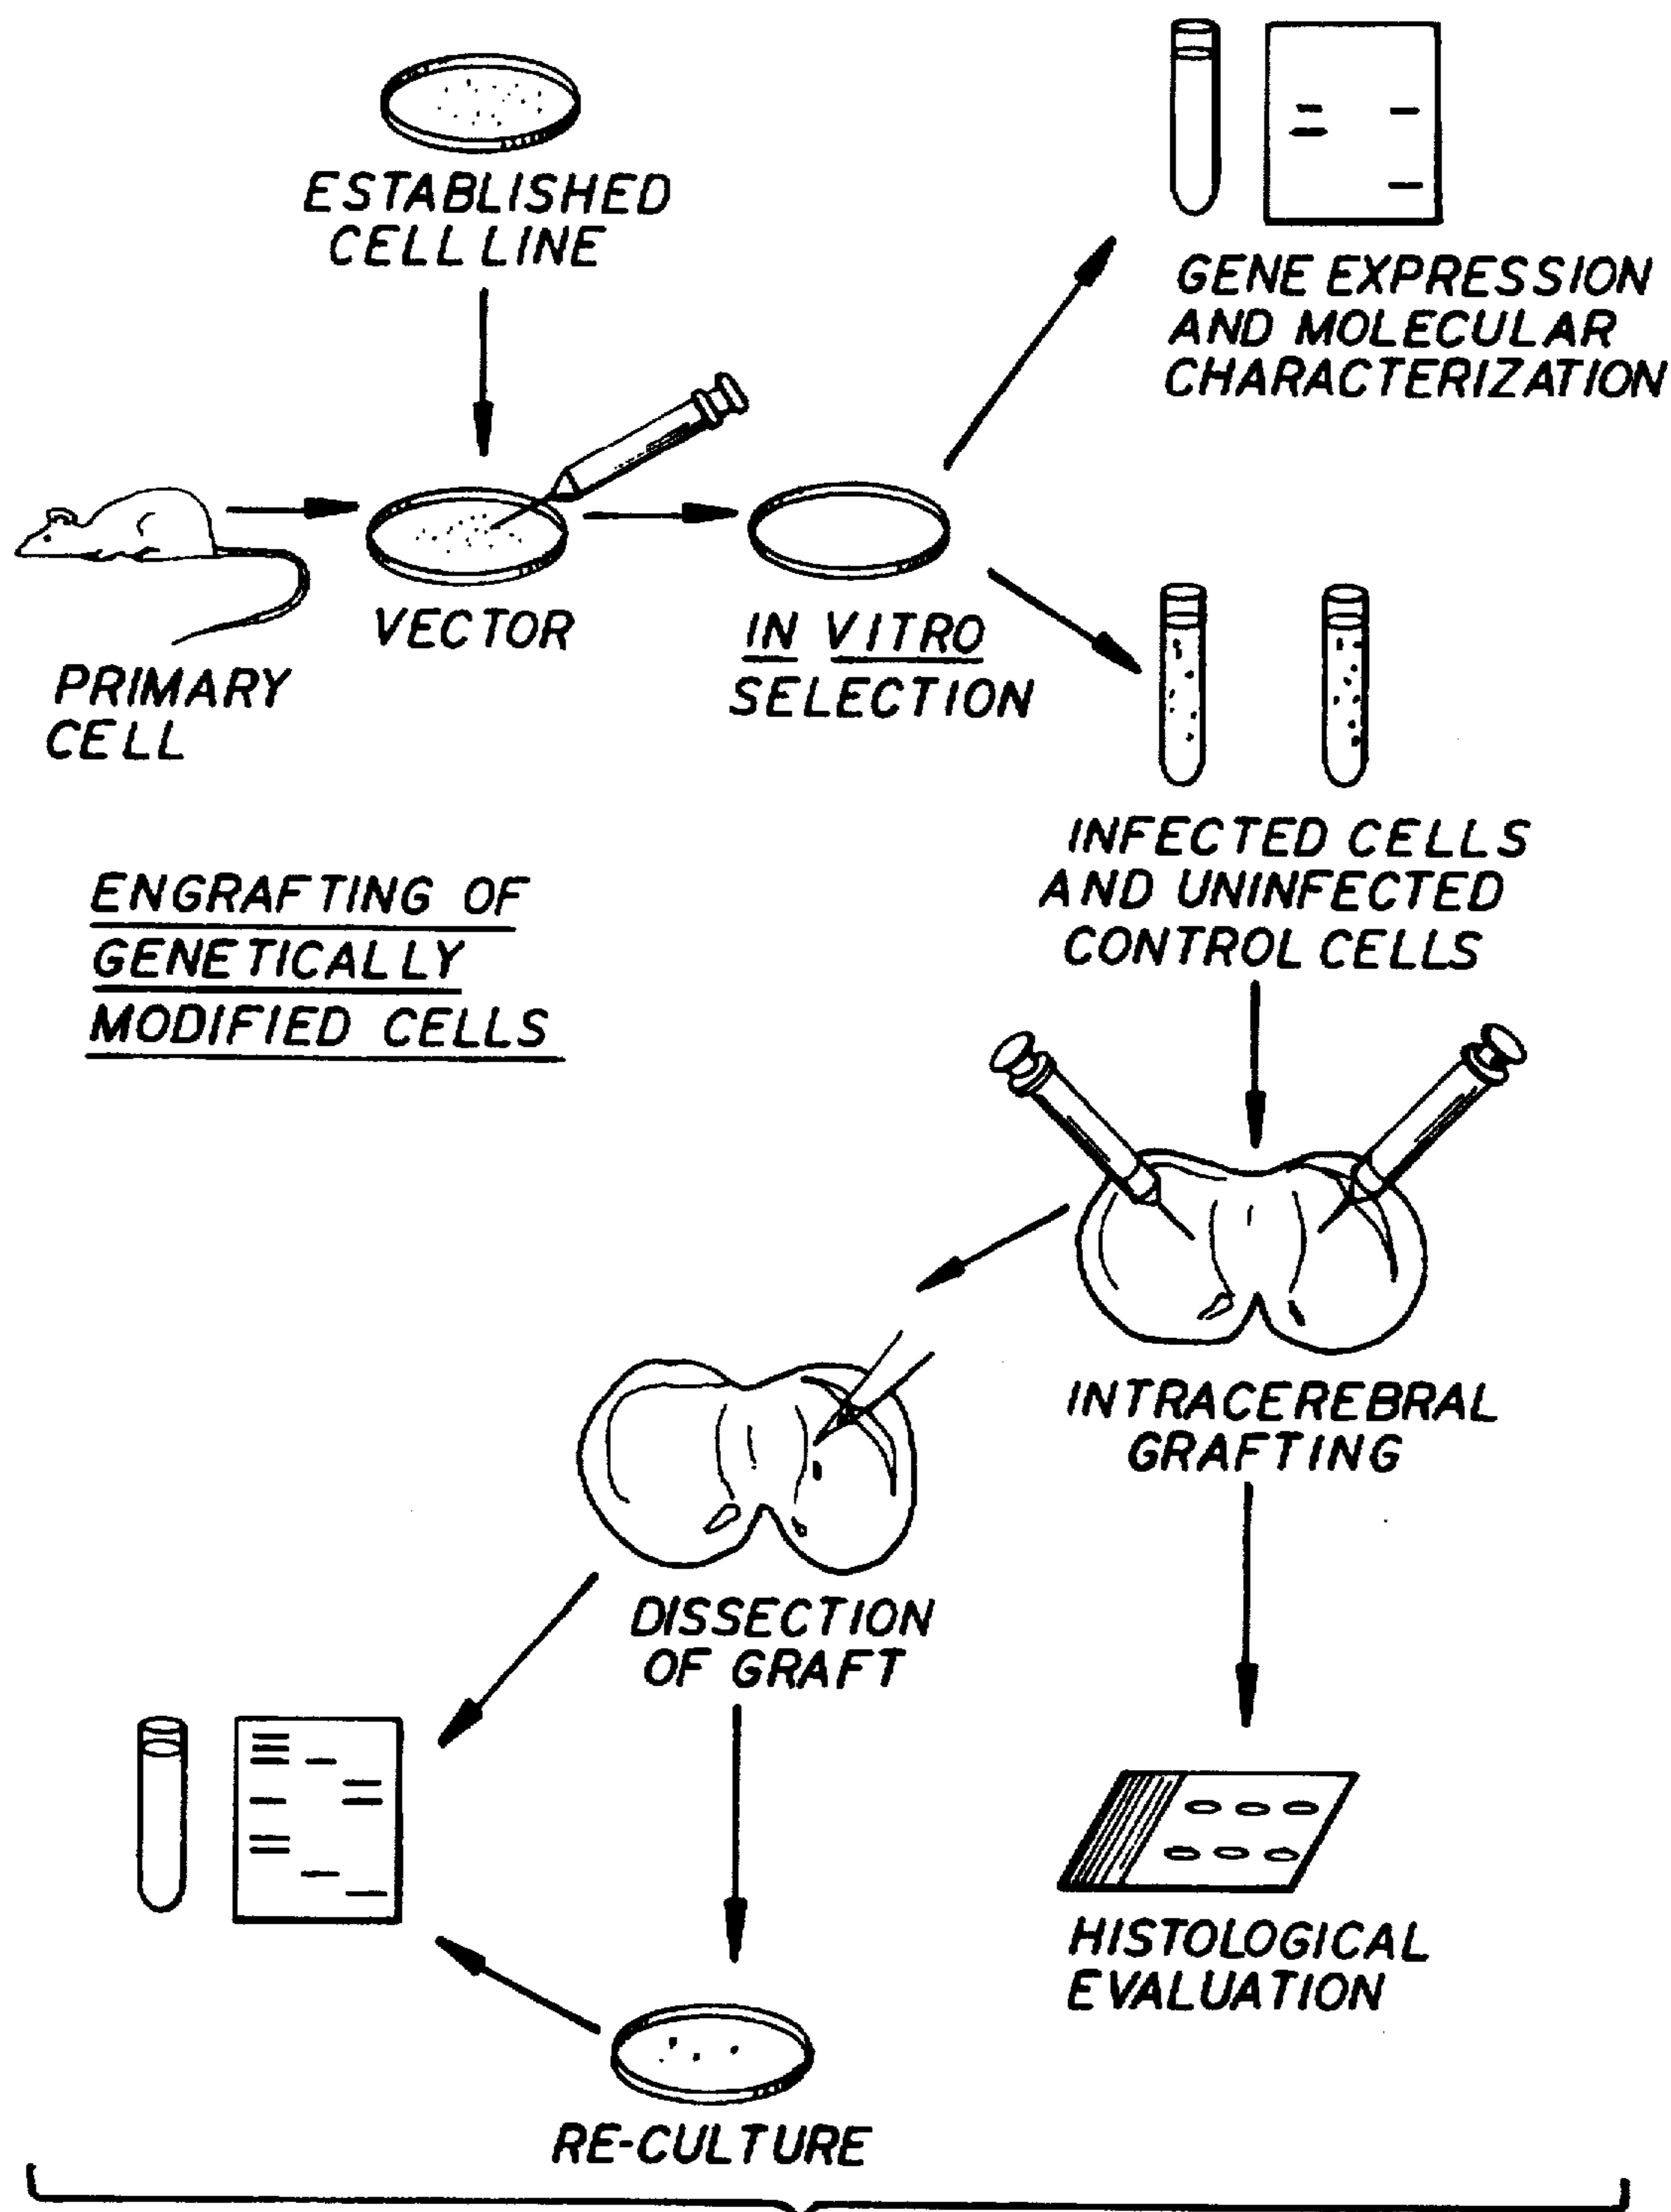 ESTABLISHED
CELL LINE
GENE EXPRESSION
AND MOLECULAR
CHARACTERIZATION
PRIMARY
CELL
VECTOR
IN VITRO
SELECTION
INFECTED CELLS
AND UNINFECTED
CONTROL CELLS
ENGRAFTING OF
GENETICALLY
MODIFIED CELLS
INTRACEREBRAL
GRAFTING
DISSECTION
OF GRAFT
HISTOLOGICAL
EVALUATION
RE-CULTURE